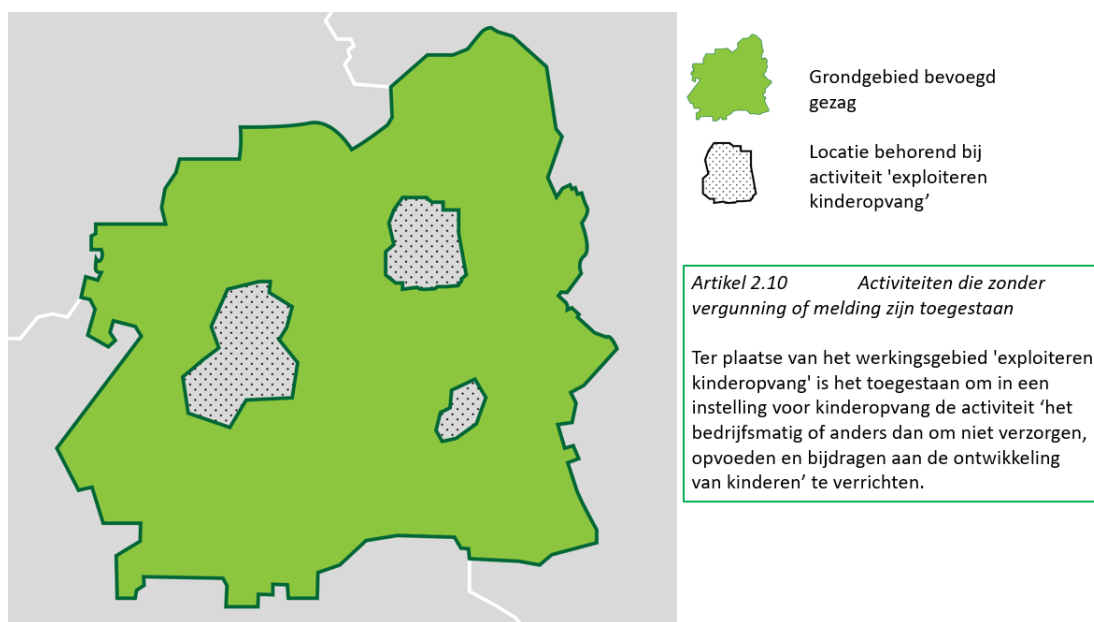 Grondgebied bevoegd
gezag
Locatie behorend bij
activiteit 'exploiteren
kinderopvang’
Artikel 2.10 Activiteiten die zonder
vergunning of melding zijn toegestaan
Ter plaatse van het werkingsgebied 'exploiteren
kinderopvang' is het toegestaan om in een
instelling voor kinderopvang de activiteit ‘het
bedrijfsmatig of anders dan om niet verzorgen,
opvoeden en bijdragen aan de ontwikkeling
van kinderen’ te verrichten.